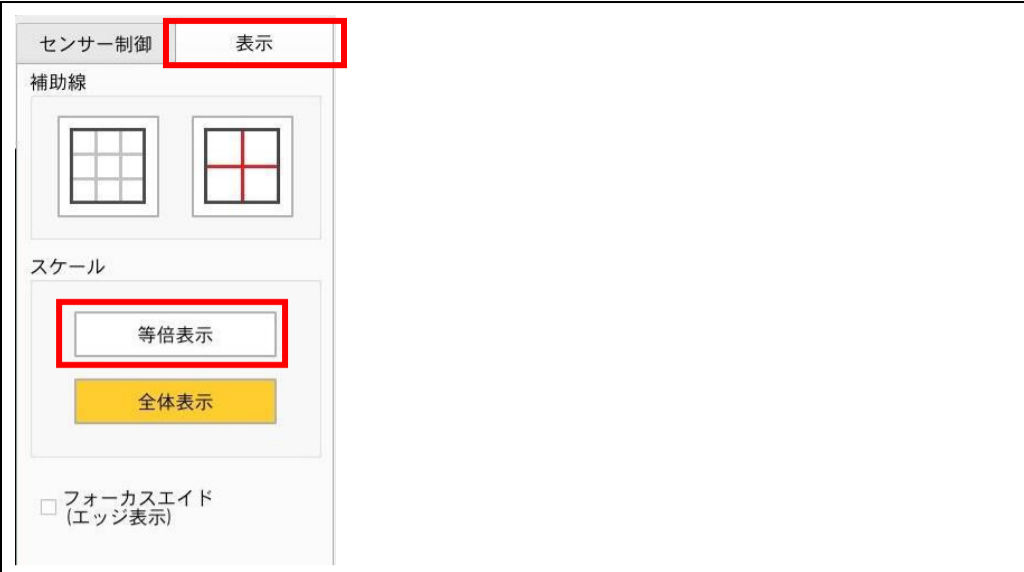 センサー制御 表示
補助線
スケール
等倍表示
全体表示
フォーカスエイド
(エッジ表示)